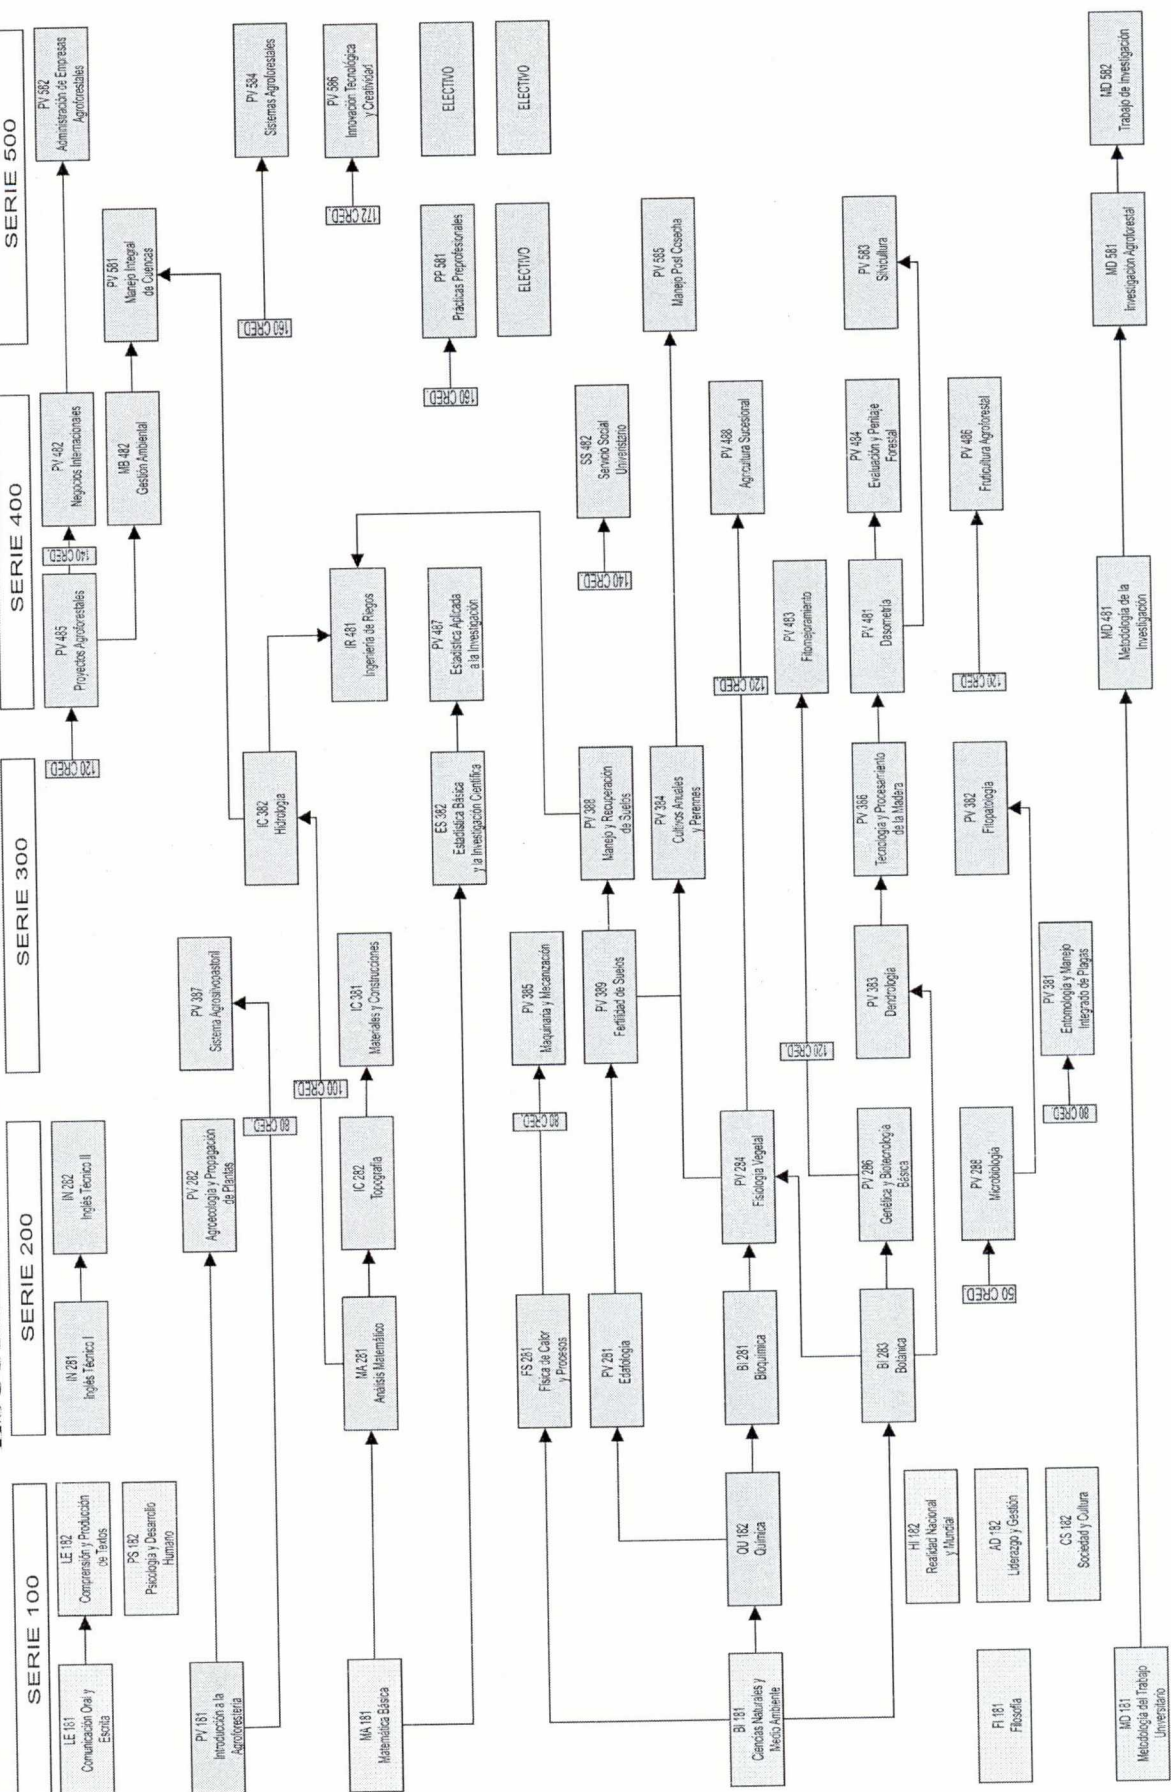 SERIE 100
SERIE 200
SERIE 300
SERIE 400
SERIE 500
LE 181
Comunicación Oral y
Escrita
LE 182
Comprensión y Producción
de Textos
PS 182
Psicología y Desarrollo
Humano
IN 281
Inglés Técnico I
IN 282
Inglés Técnico II
120 CRED.
PV 485
Proyectos Agroforestales
140 CRED.
PV 482
Negocios Internacionales
MB 482
Gestión Ambiental
PV 582
Administración de Empresas
Agroforestales
PV 581
Manejo Integral
de Cuencas
PV 181
Introducción a la
Agroforestería
PV 282
Agroecología y Propagación
de Plantas
80 CRED.
PV 387
Sistema Agrosilvopastoril
160 CRED.
PV 584
Sistemas Agroforestales
MA 181
Matemática Básica
MA 281
Análisis Matemático
IC 282
Topografía
100 CRED.
IC 381
Materiales y Construcciones
IC 382
Hidrología
IR 481
Ingeniería de Riegos
172 CRED.
PV 586
Innovación Tecnológica
y Creatividad
ES 382
Estadística Básica
y la Investigación Científica
PV 487
Estadística Aplicada
a la Investigación
160 CRED.
PP 581
Prácticas Preprofesionales
ELECTIVO
ELECTIVO
ELECTIVO
FS 281
Física de Calor
y Procesos
80 CRED.
PV 385
Maquinaria y Mecanización
140 CRED.
SS 482
Servicio Social
Universitario
PV 281
Edafología
PV 389
Fertilidad de Suelos
PV 388
Manejo y Recuperación
de Suelos
PV 384
Cultivos Anuales
y Perennes
PV 585
Manejo Post Cosecha
BI 181
Ciencias Naturales y
Medio Ambiente
QU 182
Química
BI 281
Bioquímica
PV 284
Fisiología Vegetal
120 CRED.
PV 488
Agricultura Sucesional
BI 283
Botánica
PV 286
Genética y Biotecnología
Básica
120 CRED.
PV 483
Fitomejoramiento
PV 383
Dendrología
PV 386
Tecnología y Procesamiento
de la Madera
PV 481
Dasometría
PV 484
Evaluación y Peritaje
Forestal
PV 583
Silvicultura
HI 182
Realidad Nacional
y Mundial
50 CRED.
PV 288
Microbiología
PV 382
Fitopatología
120 CRED.
PV 486
Fruticultura Agroforestal
FI 181
Filosofía
AD 182
Liderazgo y Gestión
80 CRED.
PV 381
Entomología y Manejo
Integrado de Plagas
CS 182
Sociedad y Cultura
MD 181
Metodología del Trabajo
Universitario
MD 481
Metodología de la
Investigación
MD 581
Investigación Agroforestal
MD 582
Trabajo de Investigación